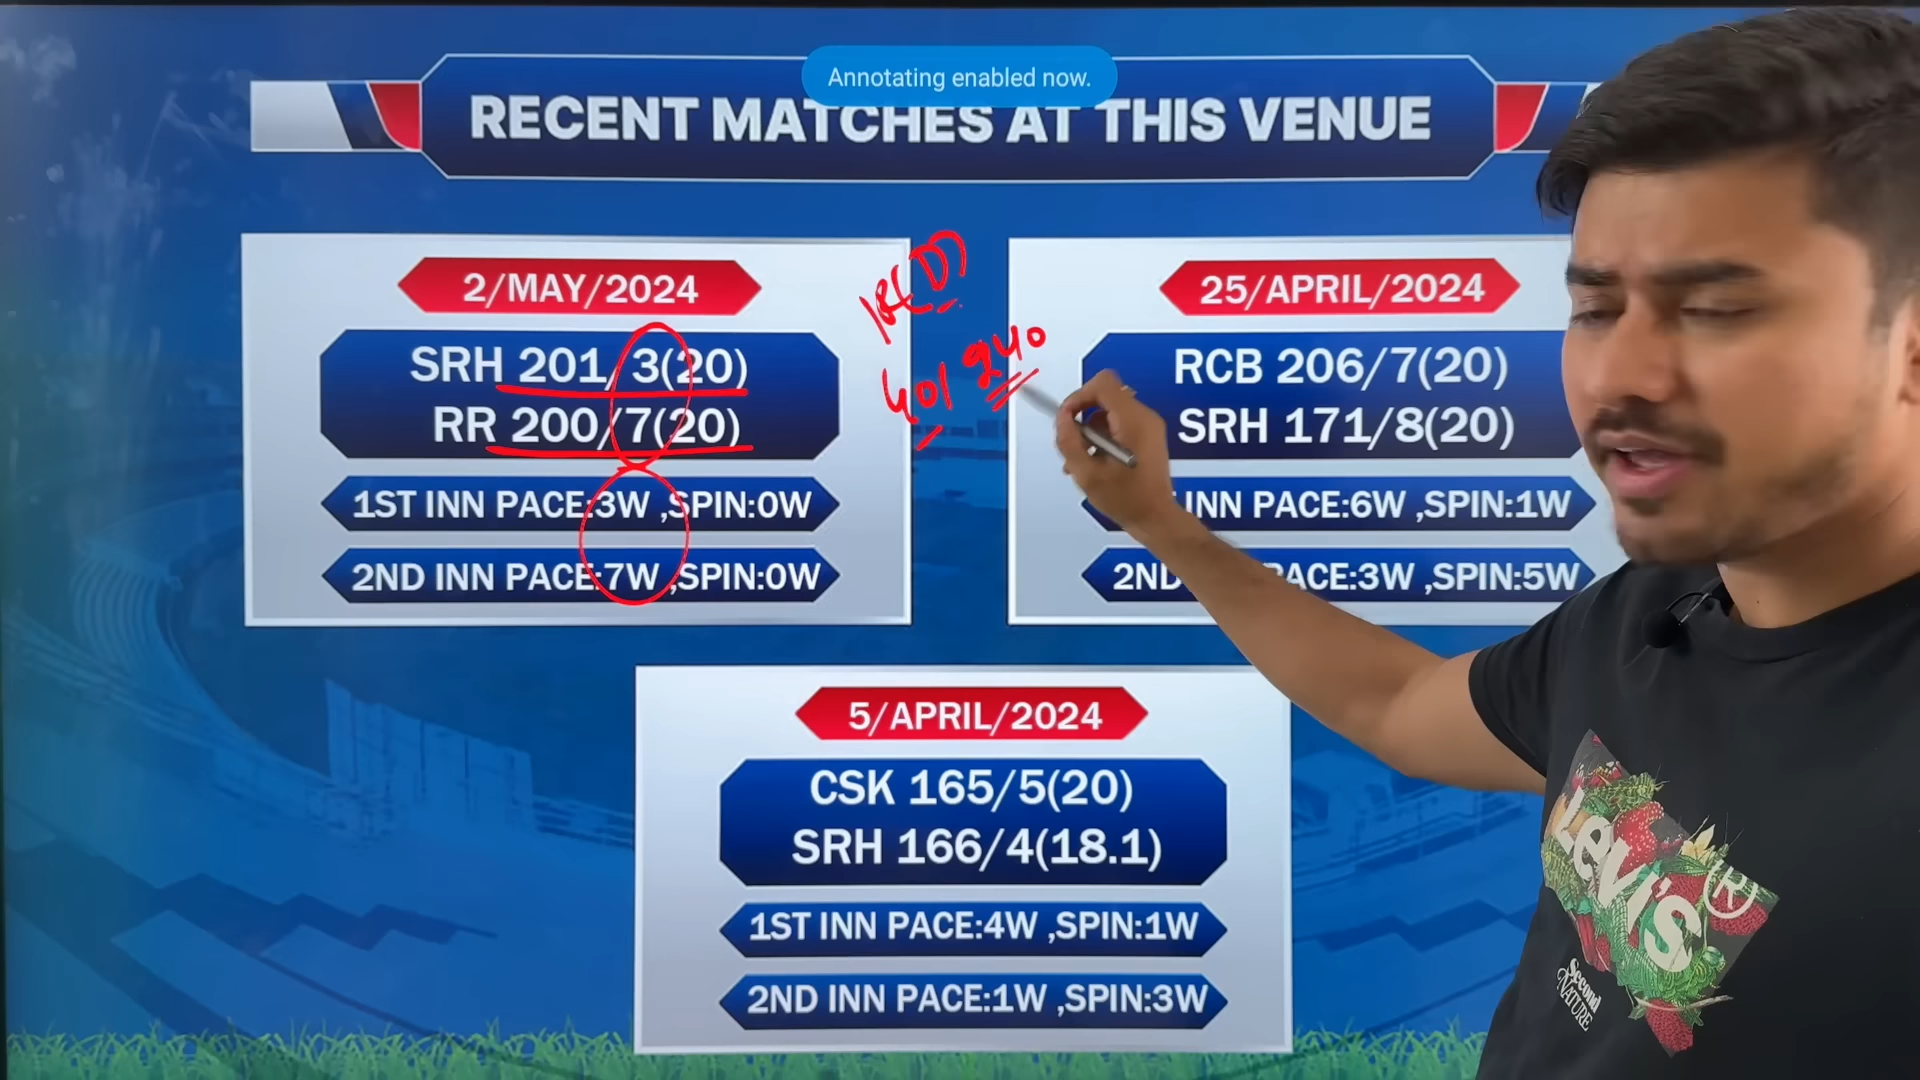 Annotating enabled now.
RECENT MATCHES AT THIS VENUE
2/MAY/2024
SRH 201/3(20)
RR 200/7(20)
1ST INN PACE:3W ,SPIN:0W
2ND INN PACE:7W ,SPIN:0W
401 240
25/APRIL/2024
RCB 206/7(20)
SRH 171/8(20)
INN PACE:6W ,SPIN:1W
2ND PACE:3W ,SPIN:5W
5/APRIL/2024
CSK 165/5(20)
SRH 166/4(18.1)
1ST INN PACE:4W ,SPIN:1W
2ND INN PACE:1W ,SPIN:3W
Levi's
Second
NATURE